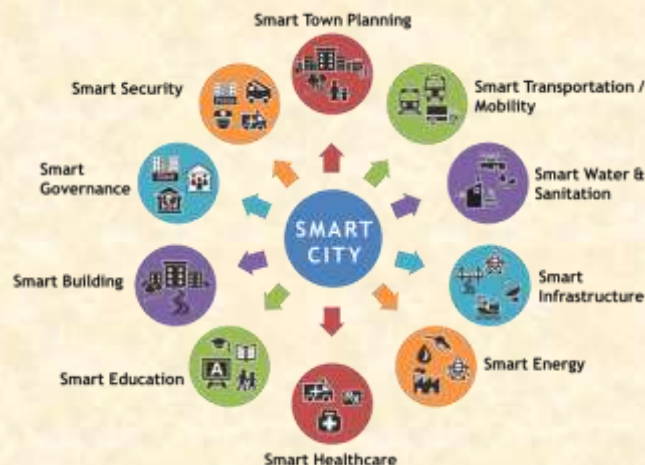 Smart Town Planning
Smart Security
Smart Transportation /
Mobility
Smart
Governance
Smart Water &
Sanitation
SMART
CITY
Smart Building
Smart
Infrastructure
Smart Education
A
Smart Energy
Smart Healthcare